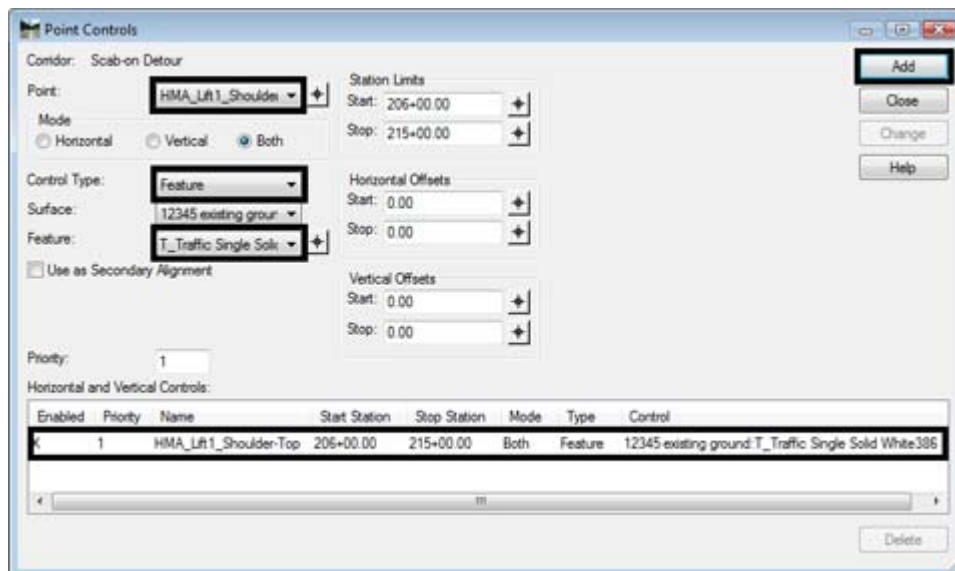 Point Controls
Corridor: Scab-on Detour
Add
Point: HMA_Lift1_Shoulder
Station Limits
Start: 206+00.00
Close
Mode
Horizontal Vertical Both
Stop: 215+00.00
Change
Help
Control Type: Feature
Horizontal Offsets
Surface: 12345 existing grour
Start: 0.00
Feature: T_Traffic Single Solic
Stop: 0.00
Use as Secondary Alignment
Vertical Offsets
Start: 0.00
Stop: 0.00
Priority: 1
Horizontal and Vertical Controls:
Enabled Priority Name Start Station Stop Station Mode Type Control
X 1 HMA_Lift1_Shoulder-Top 206+00.00 215+00.00 Both Feature 12345 existing ground:T_Traffic Single Solid White386
Delete